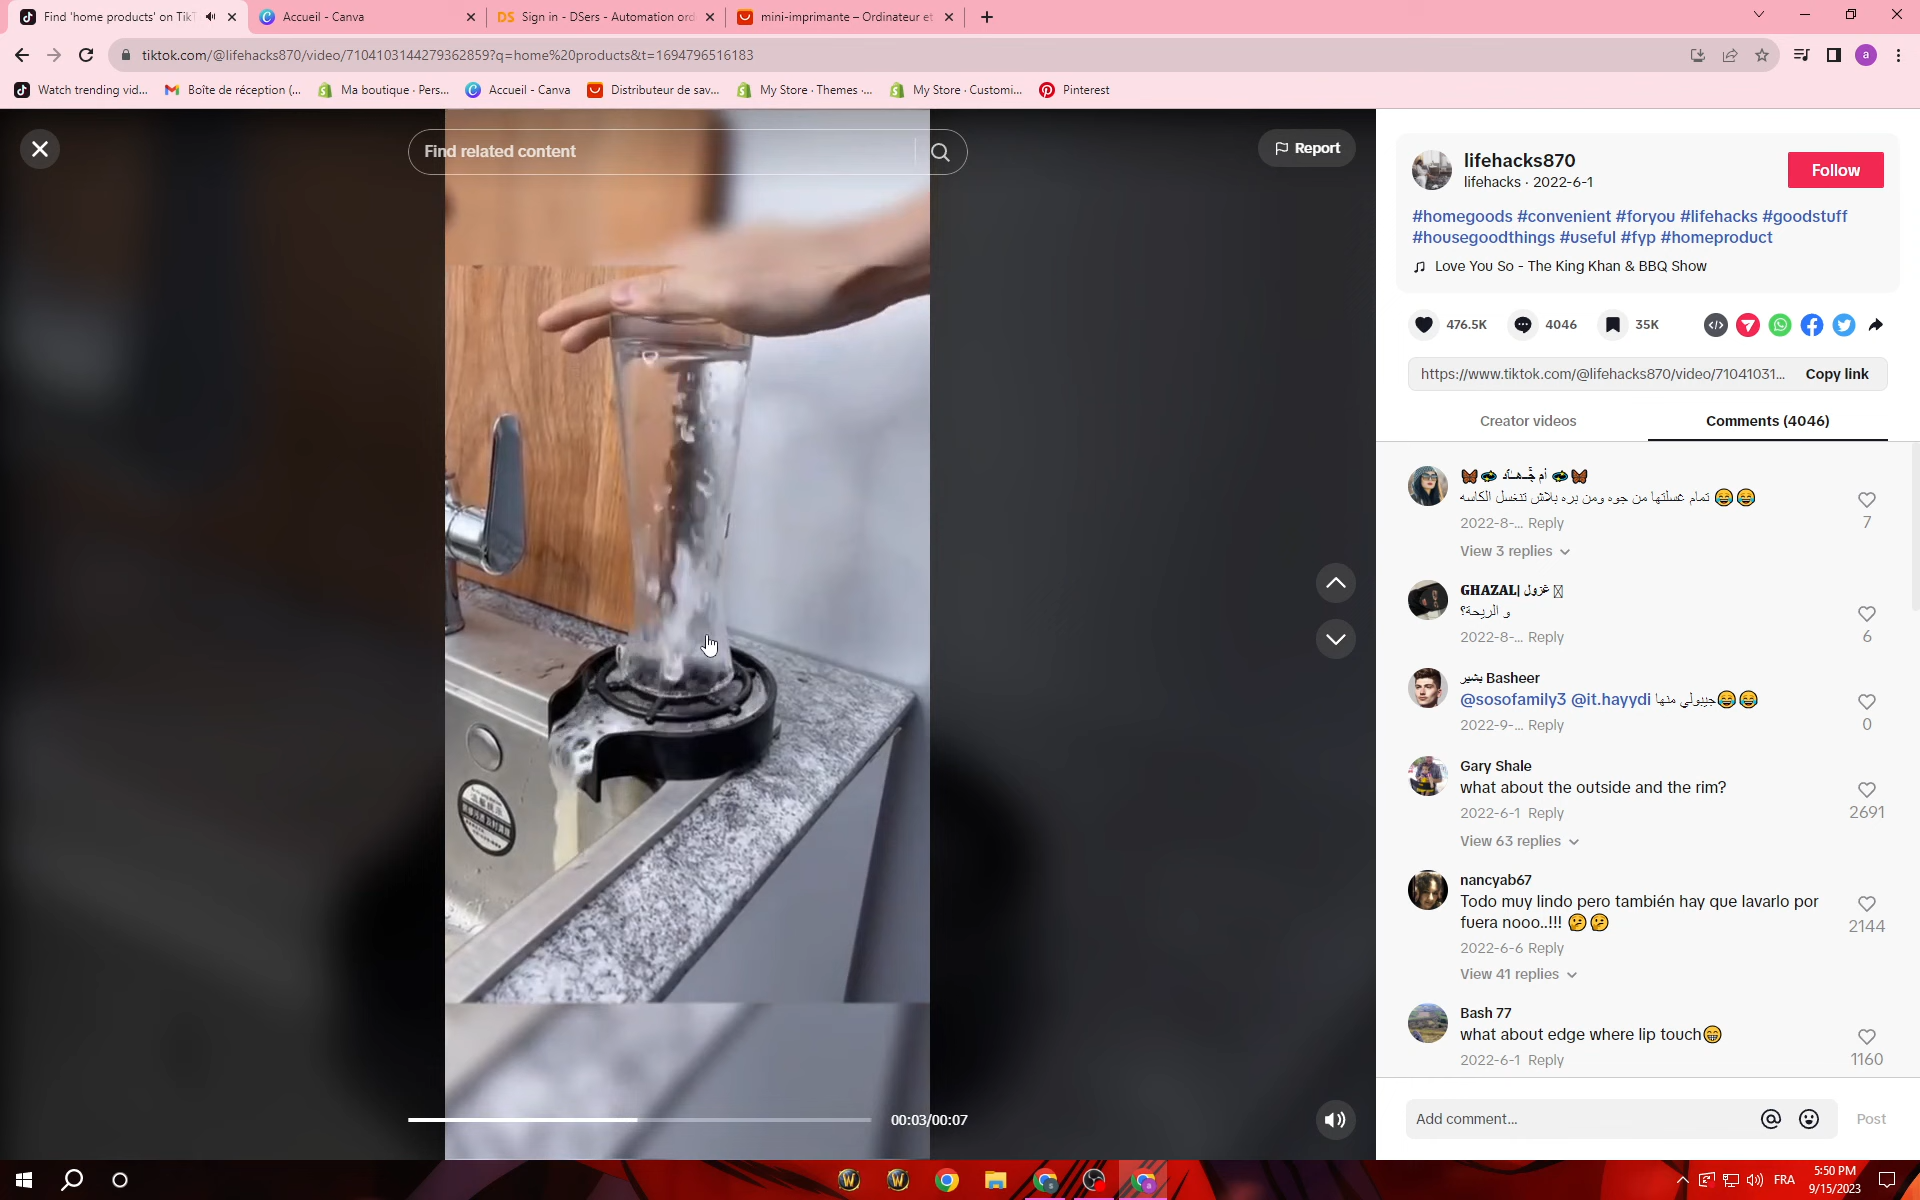 Find 'home products' on Tik
Accueil - Canva
DS Sign in - DSers - Automation ord
mini-imprimante – Ordinateur et
tiktok.com/@lifehacks870/video/7104103144279362859?q=home%20products&t=1694796516183
a
Watch trending vid...
Boîte de réception (...
Ma boutique · Pers...
Accueil - Canva
Distributeur de sav...
My Store · Themes ·...
My Store · Customi...
Pinterest
Find related content
Report
lifehacks870
lifehacks · 2022-6-1
Follow
#homegoods #convenient #foryou #lifehacks #goodstuff
#housegoodthings #useful #fyp #homeproduct
Love You So - The King Khan & BBQ Show
476.5K
4046
35K
https://www.tiktok.com/@lifehacks870/video/71041031...
Copy link
Creator videos
Comments (4046)
🦋 أم جـهـاد 🦋
تمام غسلتها من جوه ومن بره بلاش تنغسل الكاسه 😂😂
7
2022-8-... Reply
View 3 replies
GHAZAL| غزول
و الريحة؟
6
2022-8-... Reply
بشير Basheer
@sosofamily3 @it.hayydi جيبولي منها😂😂
0
2022-9-... Reply
Gary Shale
what about the outside and the rim?
2691
2022-6-1 Reply
View 63 replies
nancyab67
Todo muy lindo pero también hay que lavarlo por
fuera nooo..!!! 🤔🤔
2144
2022-6-6 Reply
View 41 replies
Bash 77
what about edge where lip touch😁
1160
2022-6-1 Reply
00:03/00:07
Add comment...
Post
FRA
5:50 PM
9/15/2023